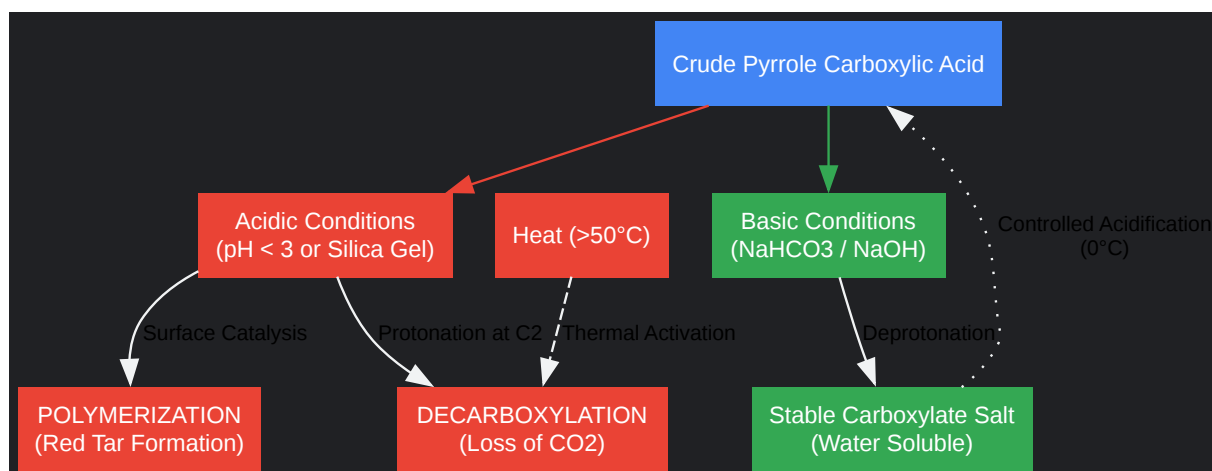 Crude Pyrrole Carboxylic Acid
Acidic Conditions
(pH < 3 or Silica Gel)
Heat (>50°C)
Basic Conditions
(NaHCO3 / NaOH)
Controlled Acidification
(0°C)
Surface Catalysis
Protonation at C2
Thermal Activation
Deprotonation
POLYMERIZATION
(Red Tar Formation)
DECARBOXYLATION
(Loss of CO2)
Stable Carboxylate Salt
(Water Soluble)